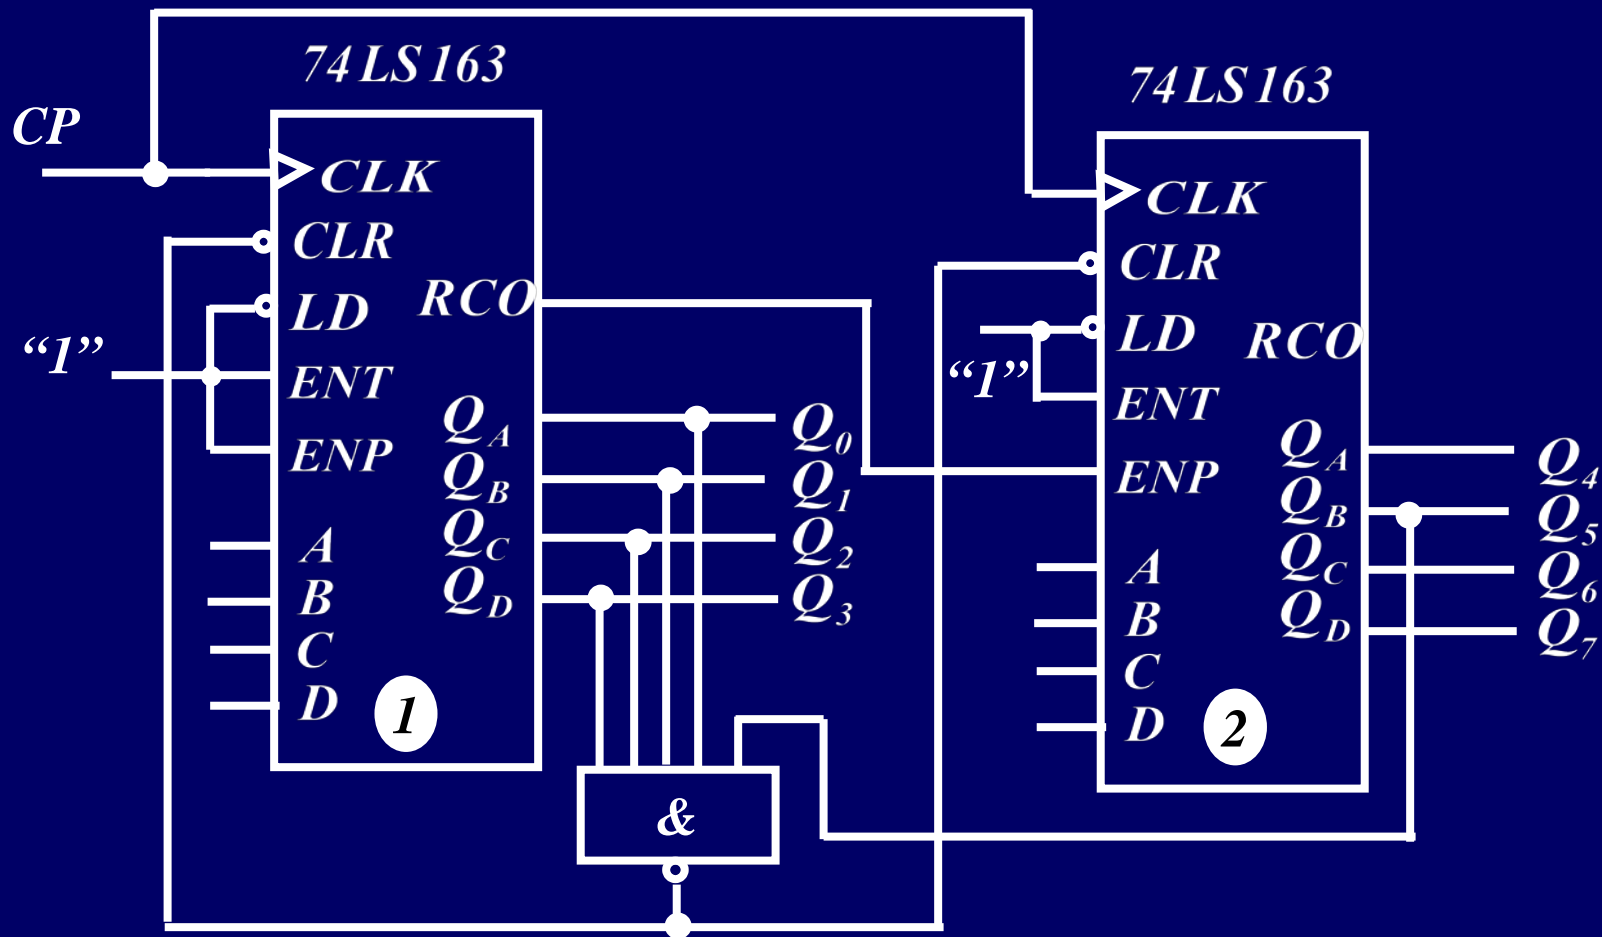 74LS163
CP
CLK
CLR
LD
RCO
“1”
ENT
ENP
QA
QB
QC
QD
Q0
Q1
Q2
Q3
A
B
C
D
1
&
74LS163
CLK
CLR
LD
RCO
“1”
ENT
ENP
QA
QB
QC
QD
Q4
Q5
Q6
Q7
A
B
C
D
2